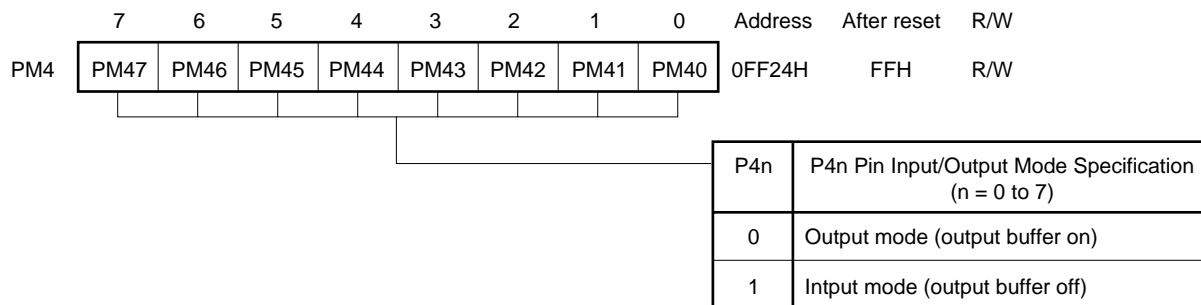 7 6 5 4 3 2 1 0 Address After reset R/W
PM4 PM47 PM46 PM45 PM44 PM43 PM42 PM41 PM40 0FF24H FFH R/W
P4n P4n Pin Input/Output Mode Specification
(n = 0 to 7)
0 Output mode (output buffer on)
1 Intput mode (output buffer off)